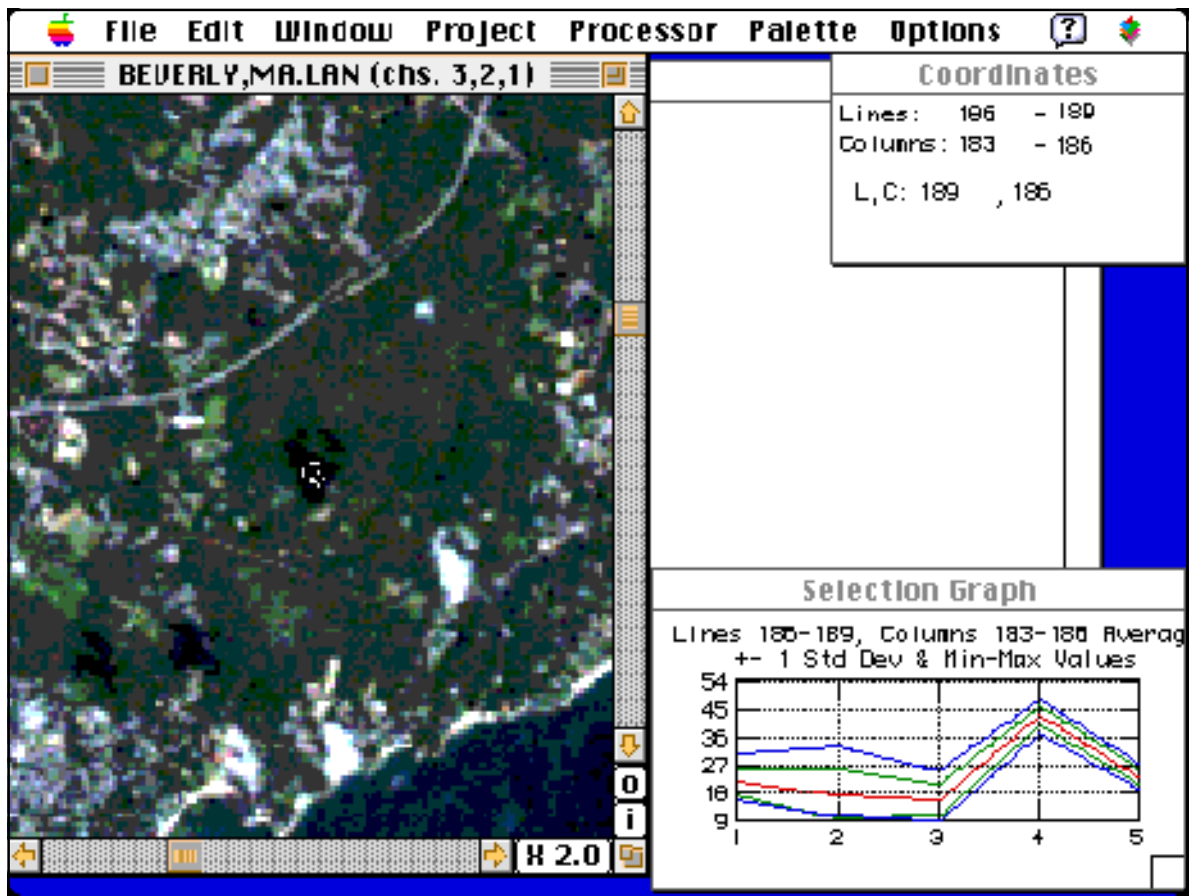 File Edit Window Project Processor Palette Options ?
BEVERLY,MA.LAN (chs. 3,2,1)
Coordinates
Lines: 186 - 189
Columns: 183 - 186
L,C: 189 , 186
Selection Graph
Lines 186-189, Columns 183-186 Averag
+- 1 Std Dev & Min-Max Values
54
45
36
27
18
9
1 2 3 4 5
O
i
X 2.0